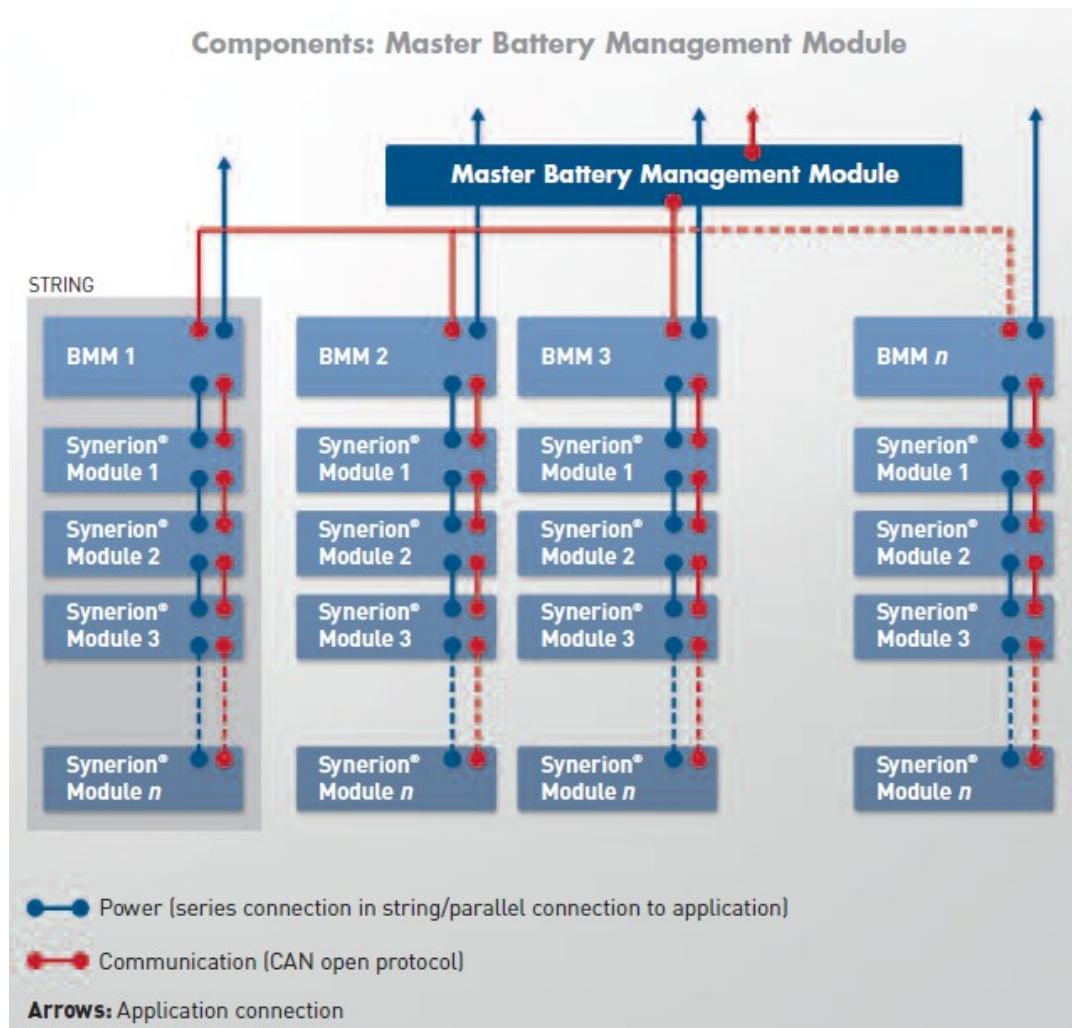 Components: Master Battery Management Module
Master Battery Management Module
STRING
BMM 1
BMM 2
BMM 3
BMM n
Synerion®
Module 1
Synerion®
Module 1
Synerion®
Module 1
Synerion®
Module 1
Synerion®
Module 2
Synerion®
Module 2
Synerion®
Module 2
Synerion®
Module 2
Synerion®
Module 3
Synerion®
Module 3
Synerion®
Module 3
Synerion®
Module 3
Synerion®
Module n
Synerion®
Module n
Synerion®
Module n
Synerion®
Module n
Power (series connection in string/parallel connection to application)
Communication (CAN open protocol)
Arrows: Application connection